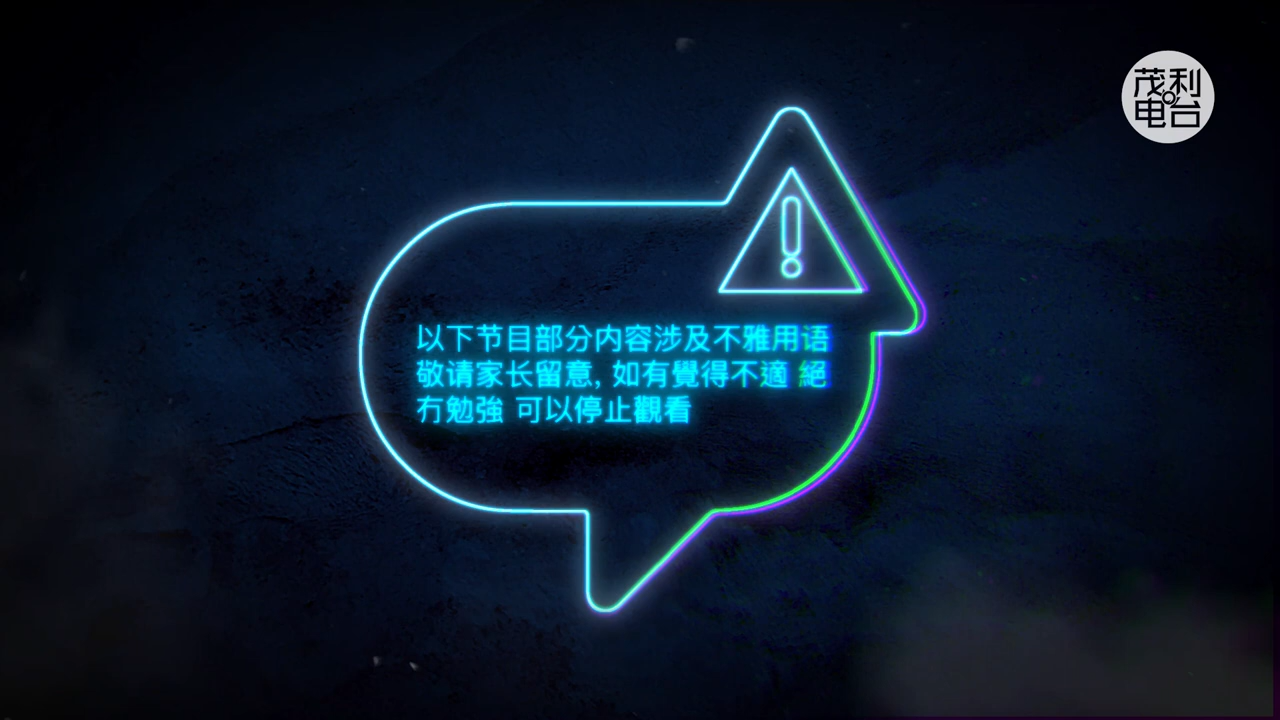 茂利
电台
以下节目部分内容涉及不雅用语
敬请家长留意, 如有覺得不適 絕
冇勉強 可以停止觀看